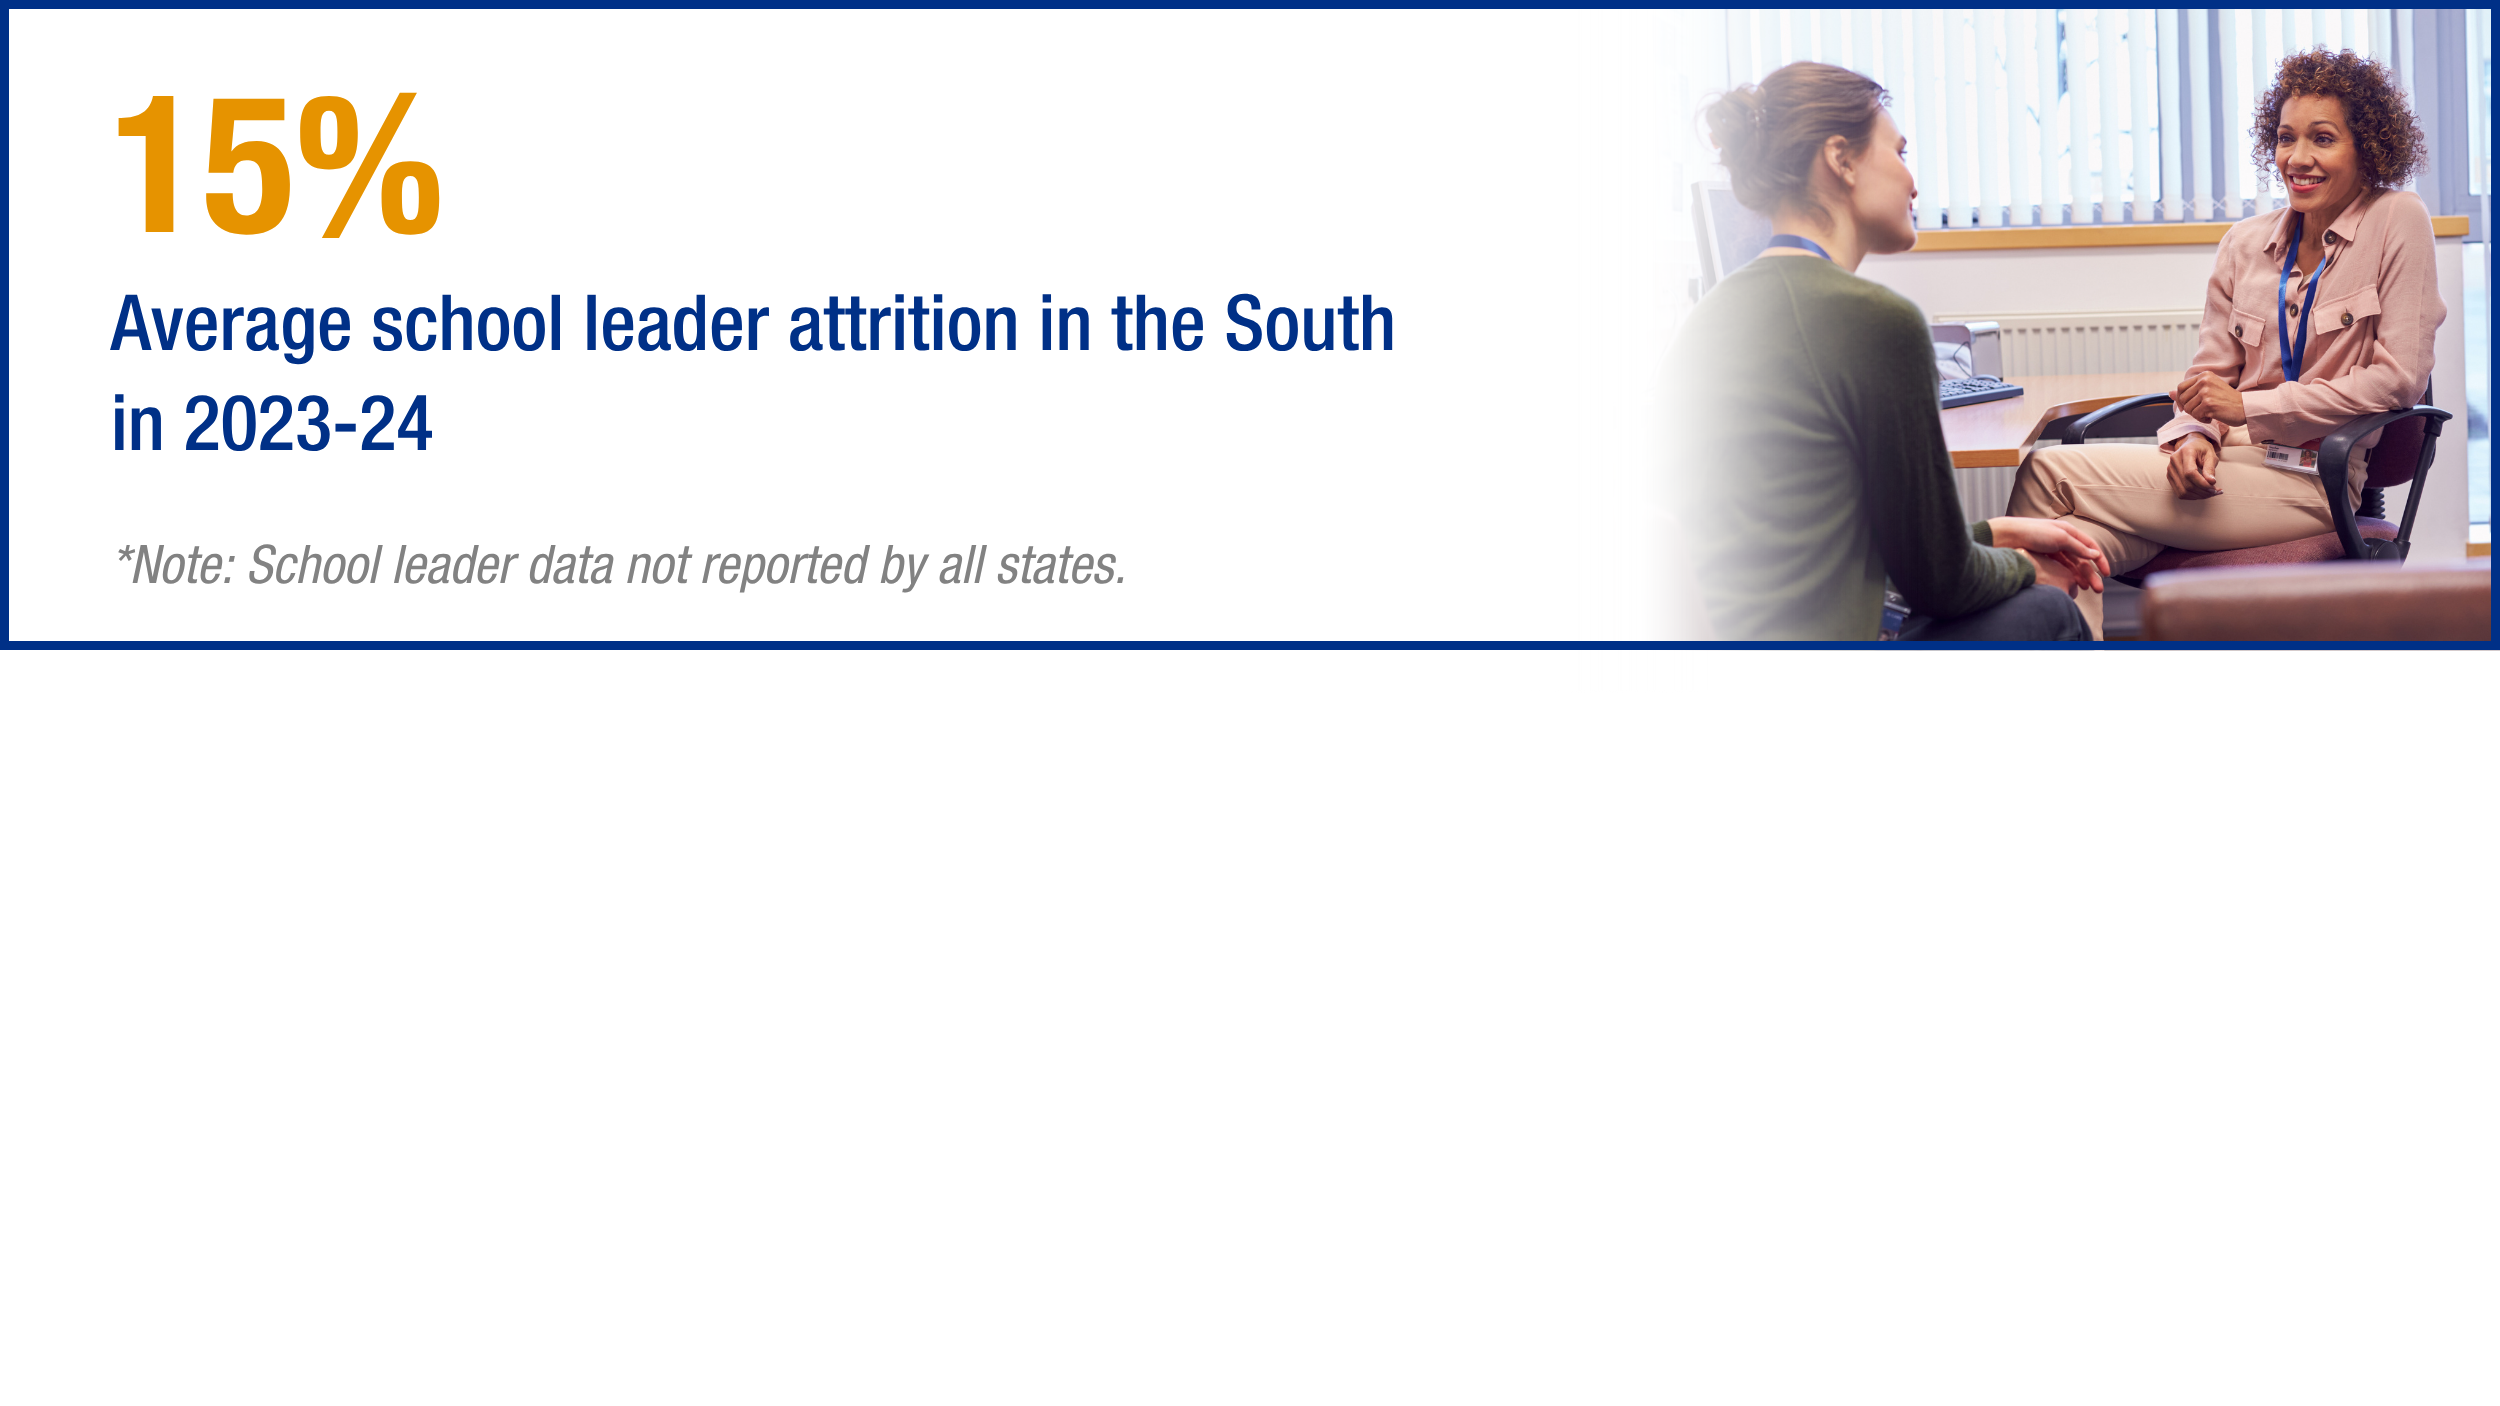 15%
Average school leader attrition in the South
in 2023-24
*Note: School leader data not reported by all states.